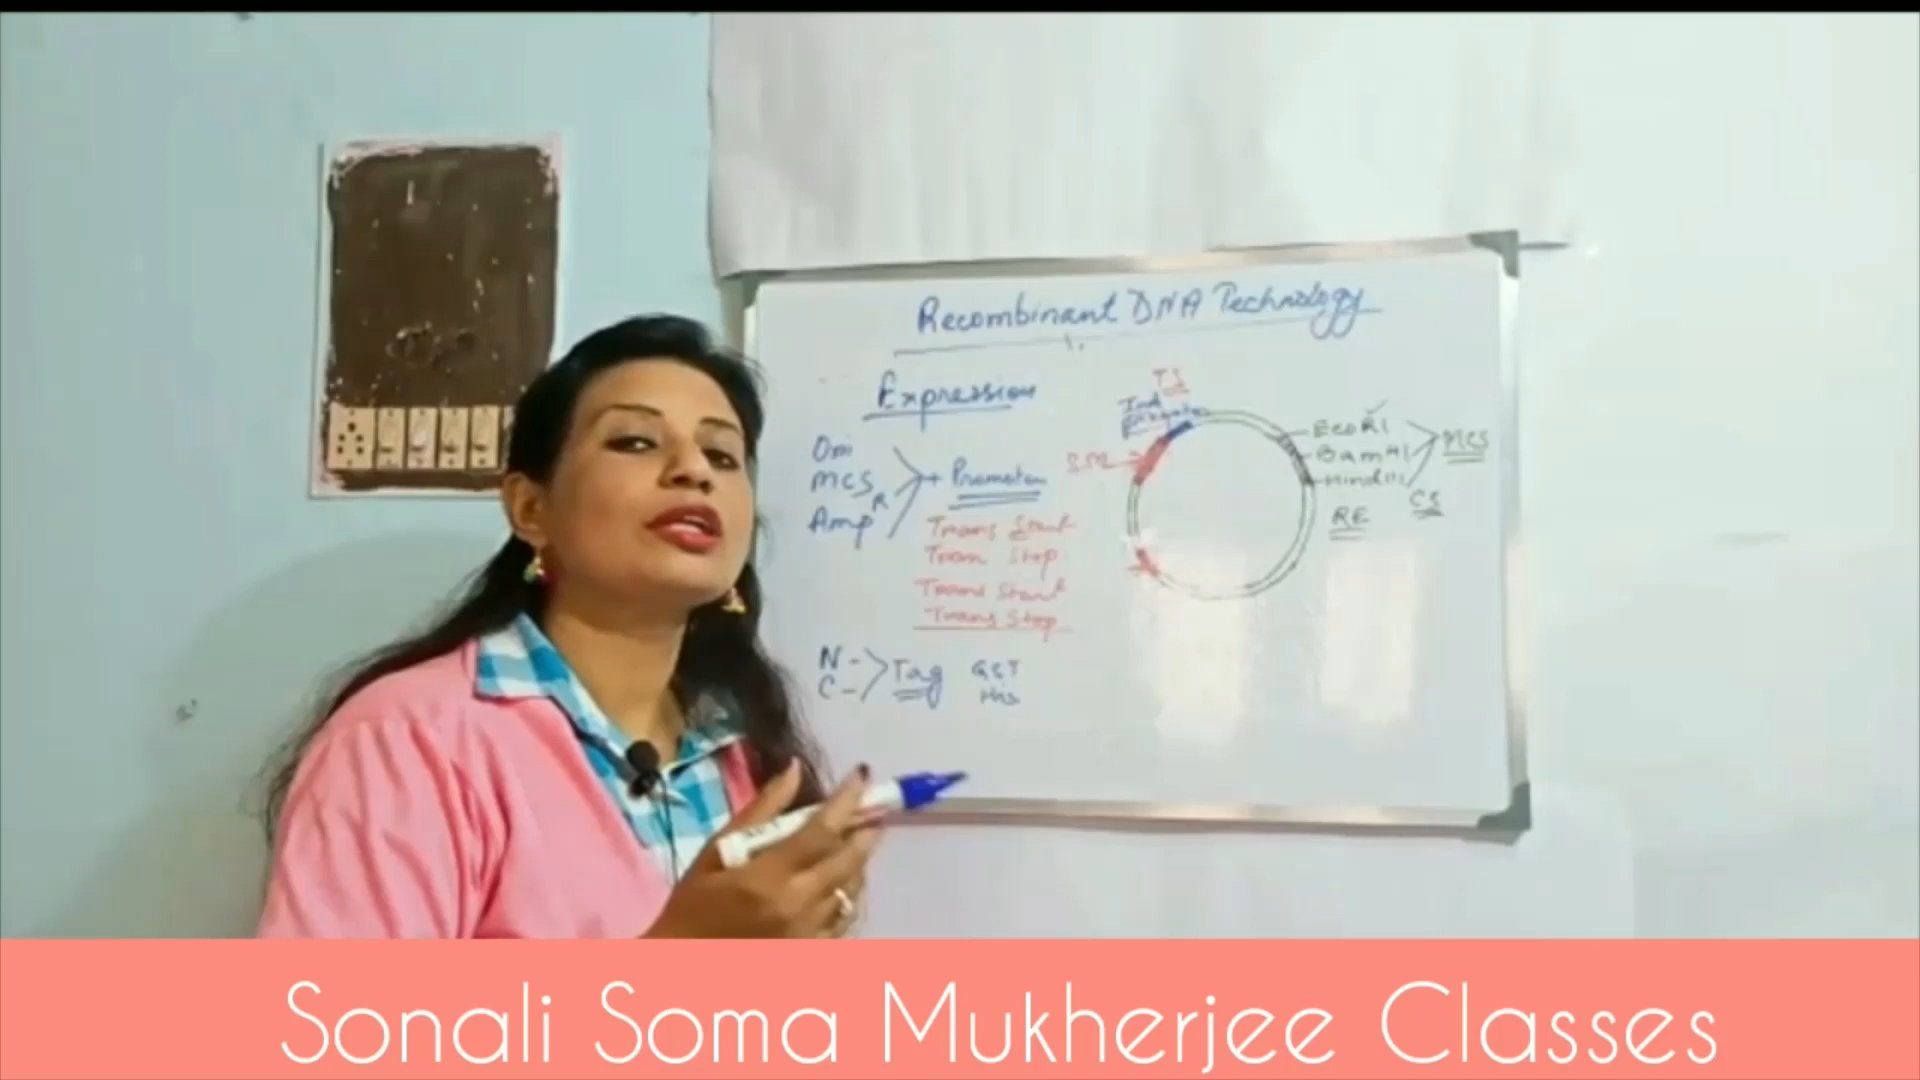 Recombinant DNA Technology
Expression
Ori
MCS
Amp R
+ Promoter
Trans Start
Tran Stop
Trans Start
Trans Stop
N -
C -
Tag
GST
His
TS
Ind
SM
EcoRI
BamHI
HindIII
MCS
CS
RE
Sonali Soma Mukherjee Classes